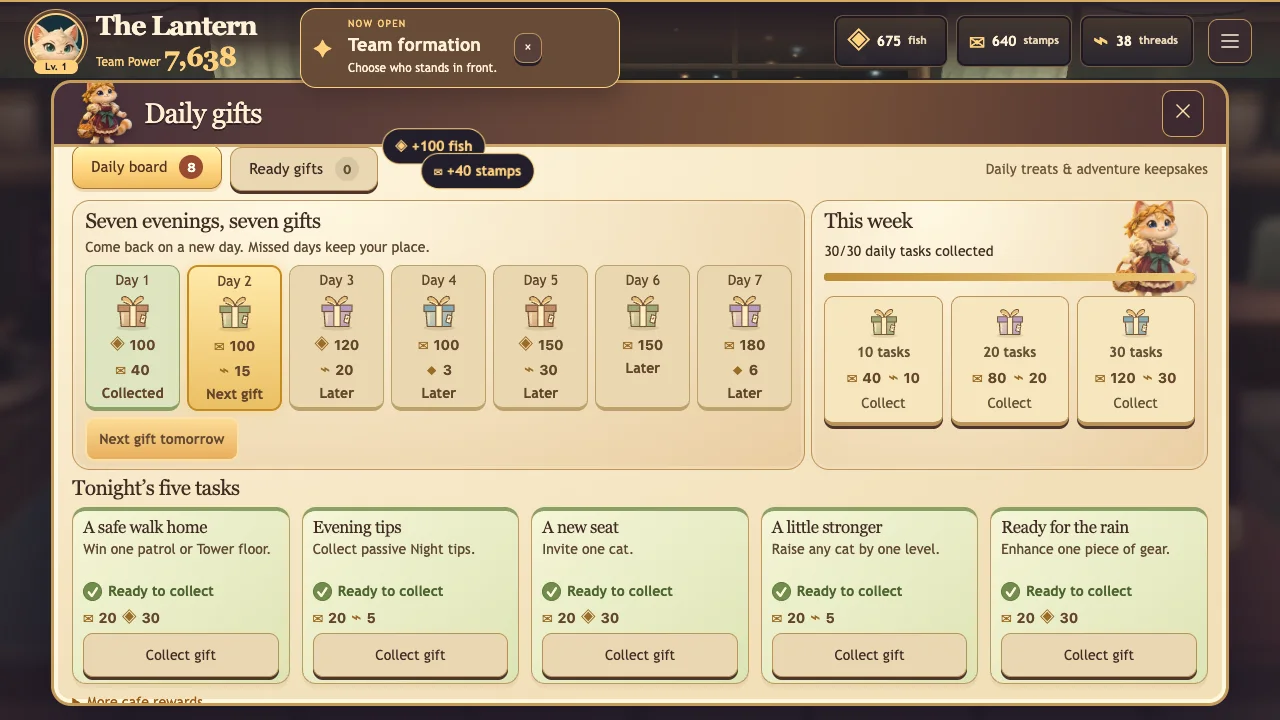 The Lantern
Team Power 7,638
Lv. 1
NOW OPEN
Team formation
Choose who stands in front.
×
675 fish
640 stamps
38 threads
Daily gifts
Daily board 8
Ready gifts 0
+100 fish
+40 stamps
Daily treats & adventure keepsakes
Seven evenings, seven gifts
Come back on a new day. Missed days keep your place.
Day 1
100
40
Collected
Day 2
100
15
Next gift
Day 3
120
20
Later
Day 4
100
3
Later
Day 5
150
30
Later
Day 6
150
Later
Day 7
180
6
Later
Next gift tomorrow
This week
30/30 daily tasks collected
10 tasks
40 10
Collect
20 tasks
80 20
Collect
30 tasks
120 30
Collect
Tonight's five tasks
A safe walk home
Win one patrol or Tower floor.
Ready to collect
20 30
Collect gift
Evening tips
Collect passive Night tips.
Ready to collect
20 5
Collect gift
A new seat
Invite one cat.
Ready to collect
20 30
Collect gift
A little stronger
Raise any cat by one level.
Ready to collect
20 5
Collect gift
Ready for the rain
Enhance one piece of gear.
Ready to collect
20 30
Collect gift
More cafe rewards